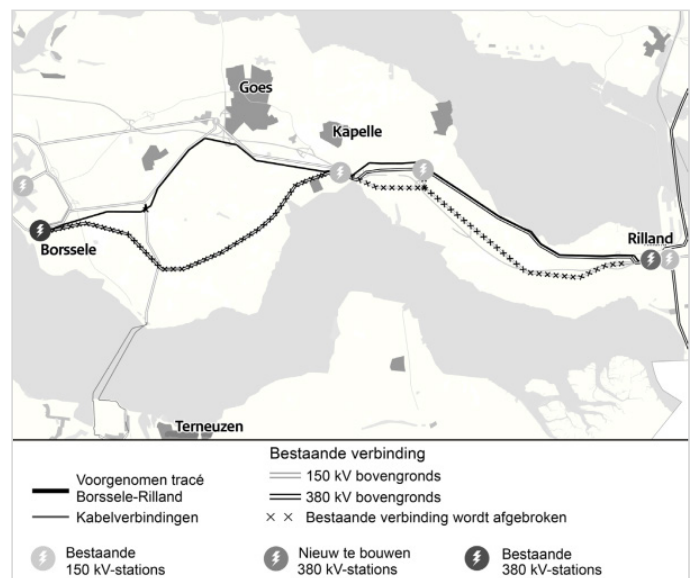 Goes
Kapelle
Borssele
Rilland
Terneuzen
Voorgenomen tracé
Borssele-Rilland
Kabelverbindingen
Bestaande verbinding
150 kV bovengronds
380 kV bovengronds
Bestaande verbinding wordt afgebroken
Bestaande
150 kV-stations
Nieuw te bouwen
380 kV-stations
Bestaande
380 kV-stations